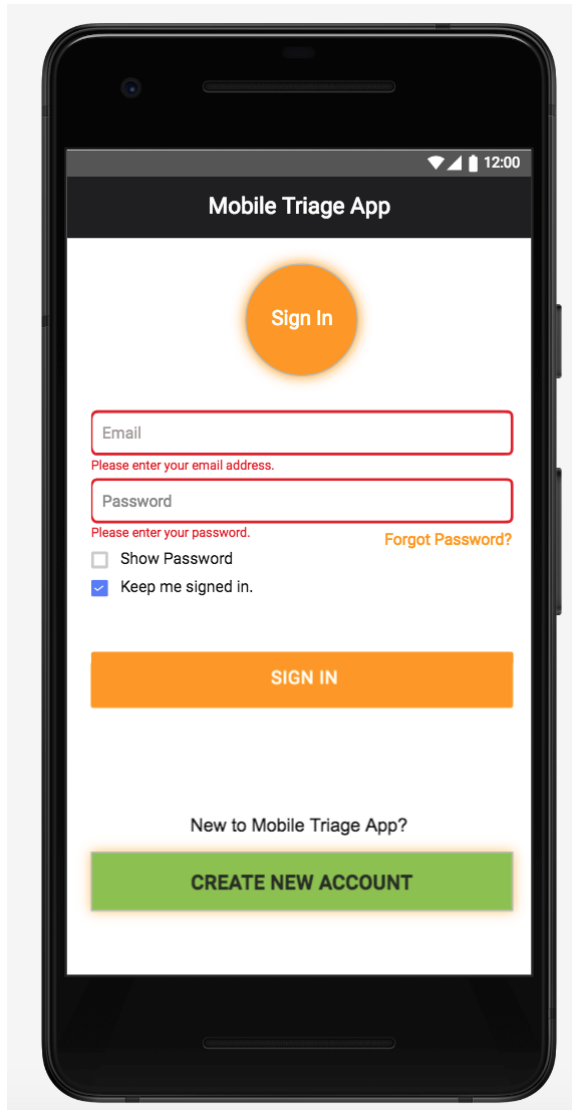 12:00
Mobile Triage App
Sign In
Email
Please enter your email address.
Password
Please enter your password.
Forgot Password?
Show Password
Keep me signed in.
SIGN IN
New to Mobile Triage App?
CREATE NEW ACCOUNT